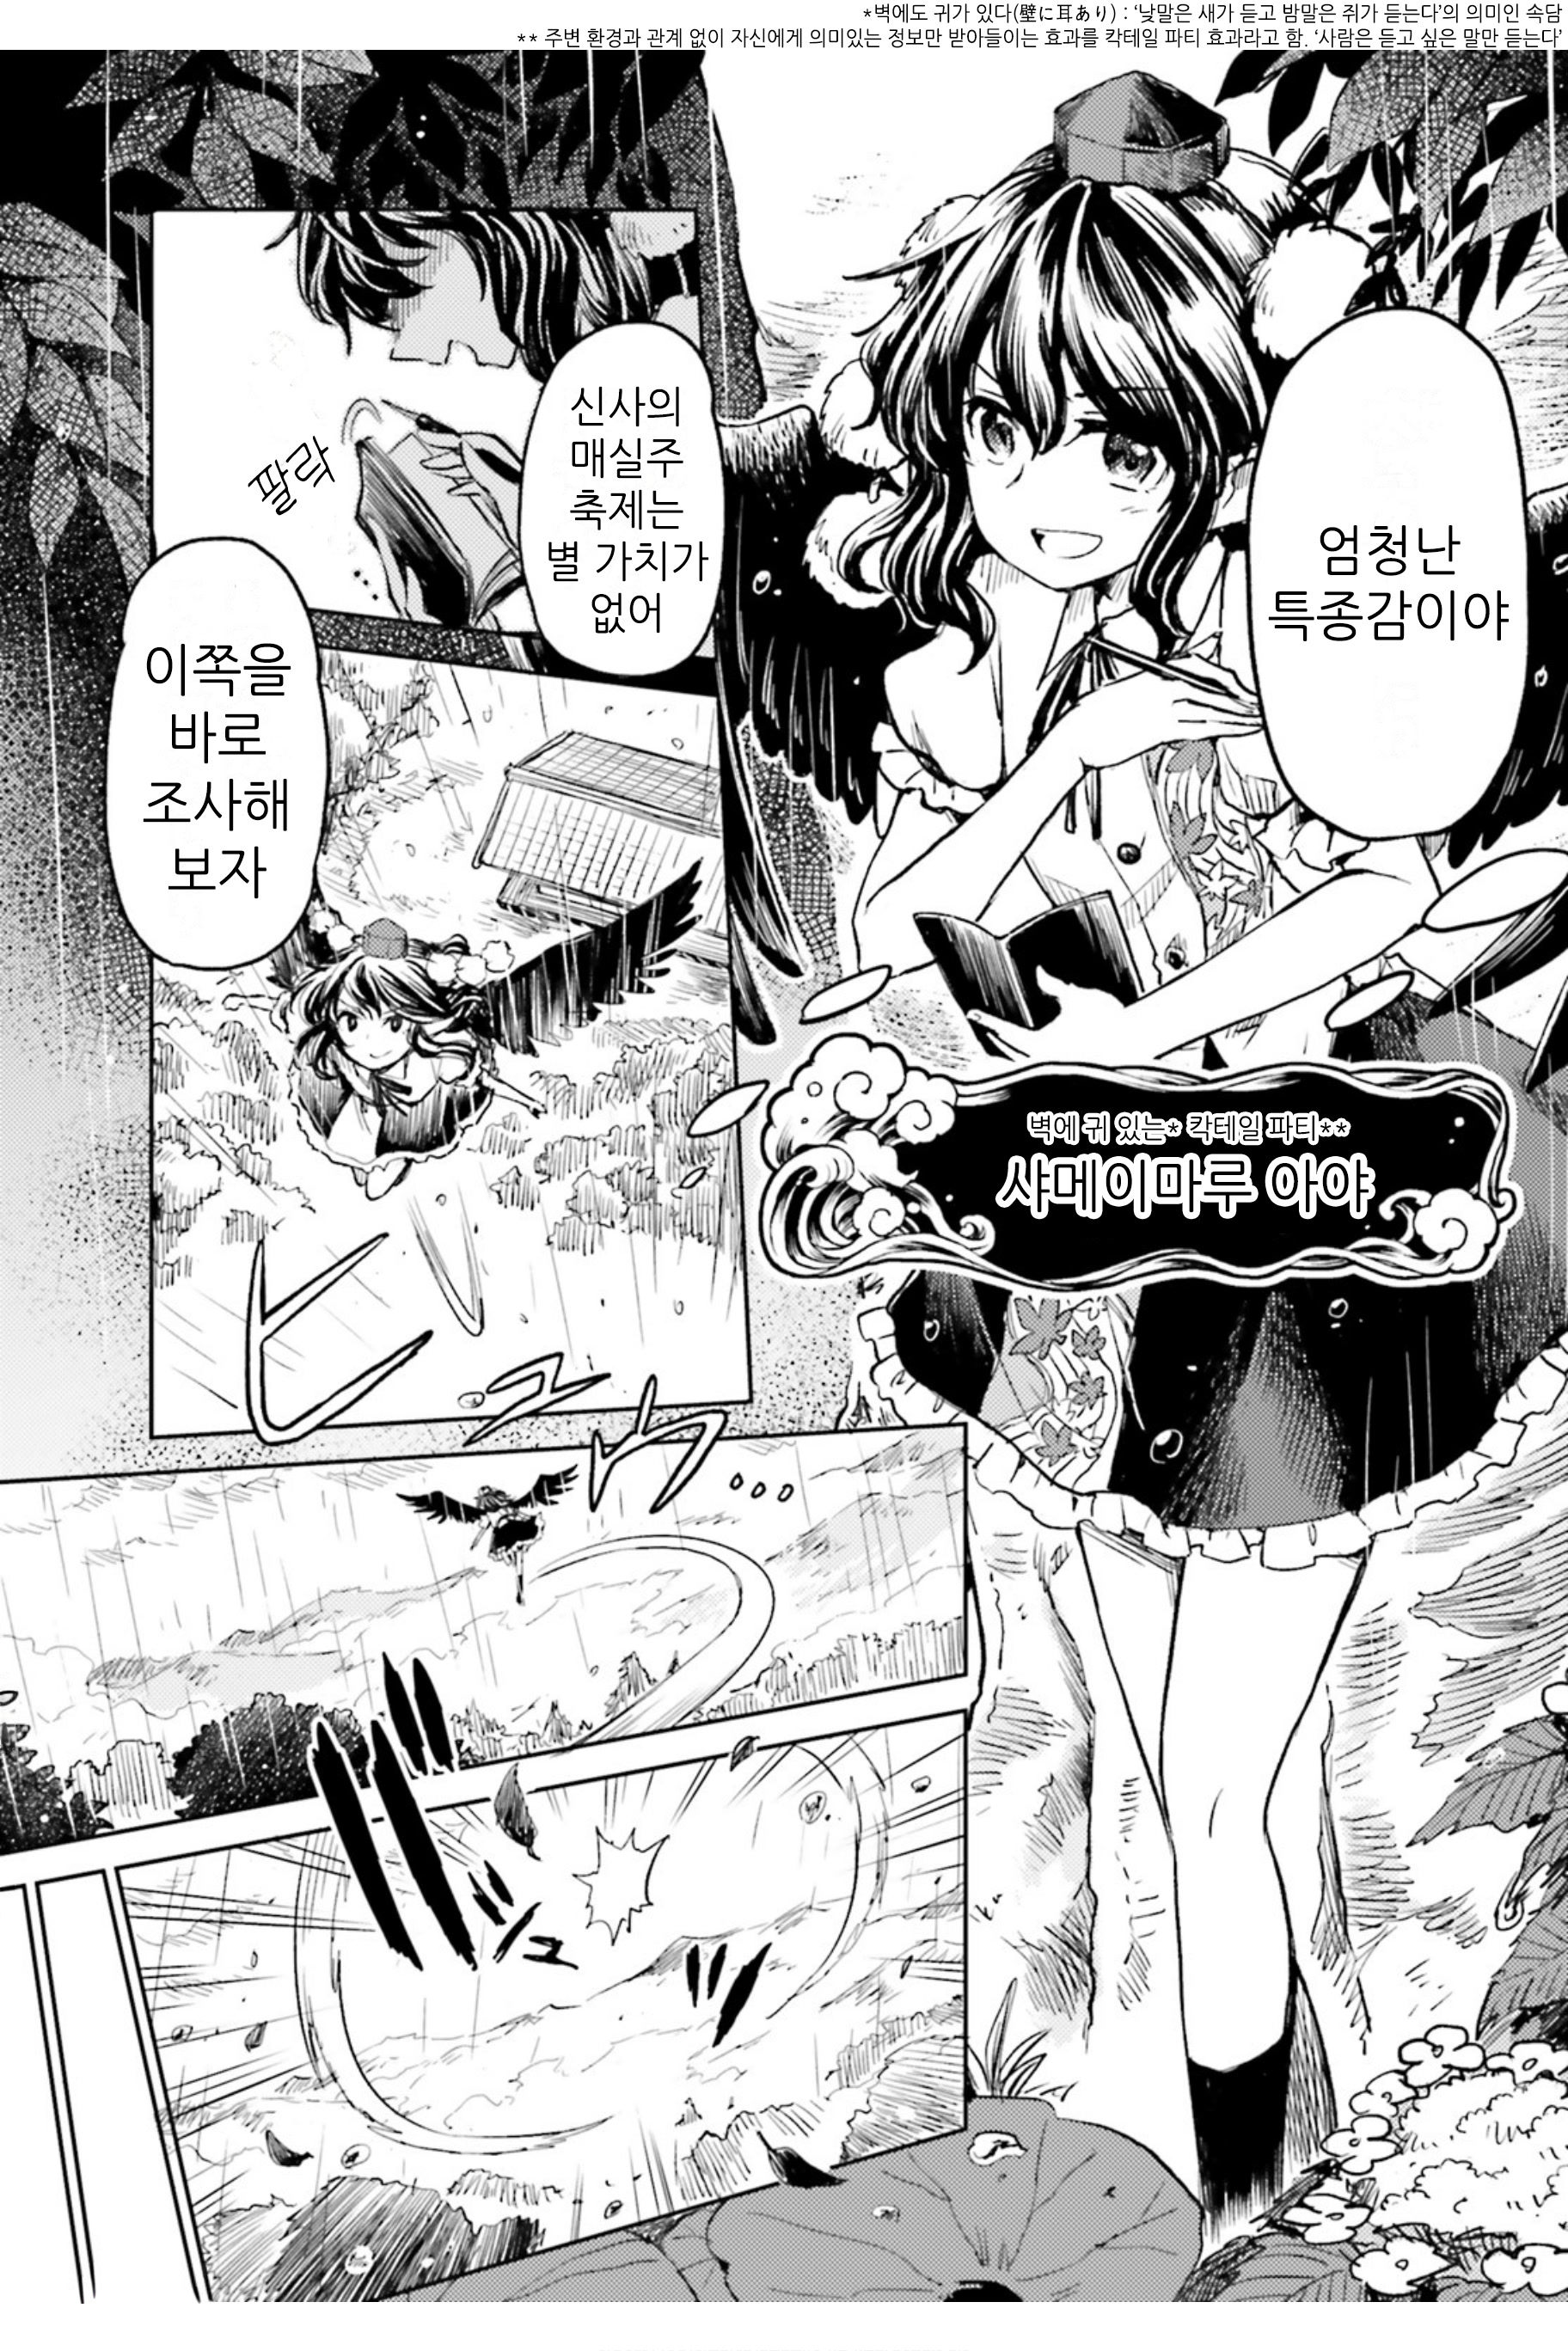 *벽에도 귀가 있다(壁に耳あり) : ‘낮말은 새가 듣고 밤말은 쥐가 듣는다’의 의미인 속담
** 주변 환경과 관계 없이 자신에게 의미있는 정보만 받아들이는 효과를 칵테일 파티 효과라고 함. ‘사람은 듣고 싶은 말만 듣는다’
엄청난
특종감이야
벽에 귀 있는* 칵테일 파티**
샤메이마루 아야
신사의
매실주
축제는
별 가치가
없어
팔락
이쪽을
바로
조사해
보자
ヒュウ...
ドシュッ